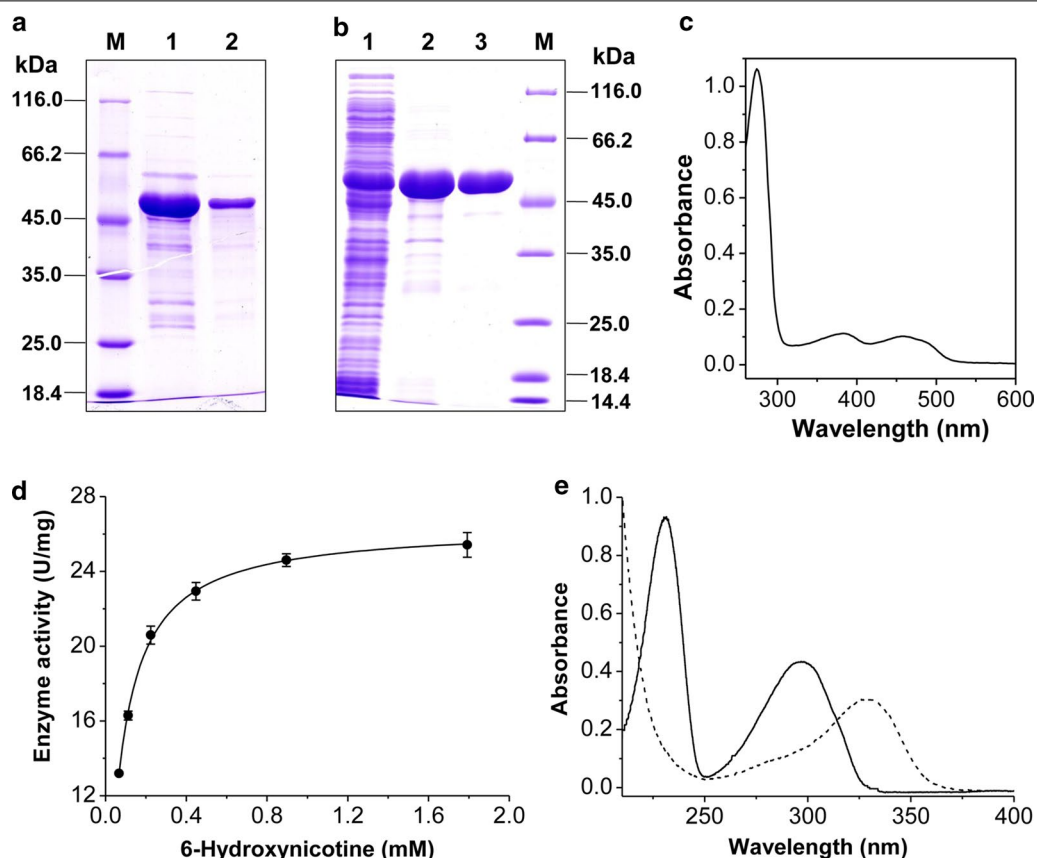 a
M 1 2
kDa
116.0
66.2
45.0
35.0
25.0
18.4
b
1 2 3 M
kDa
116.0
66.2
45.0
35.0
25.0
18.4
14.4
c
Absorbance
1.0
0.8
0.6
0.4
0.2
0.0
300 400 500 600
Wavelength (nm)
d
Enzyme activity (U/mg)
28
24
20
16
12
0.0 0.4 0.8 1.2 1.6 2.0
6-Hydroxynicotine (mM)
e
Absorbance
1.0
0.8
0.6
0.4
0.2
0.0
250 300 350 400
Wavelength (nm)